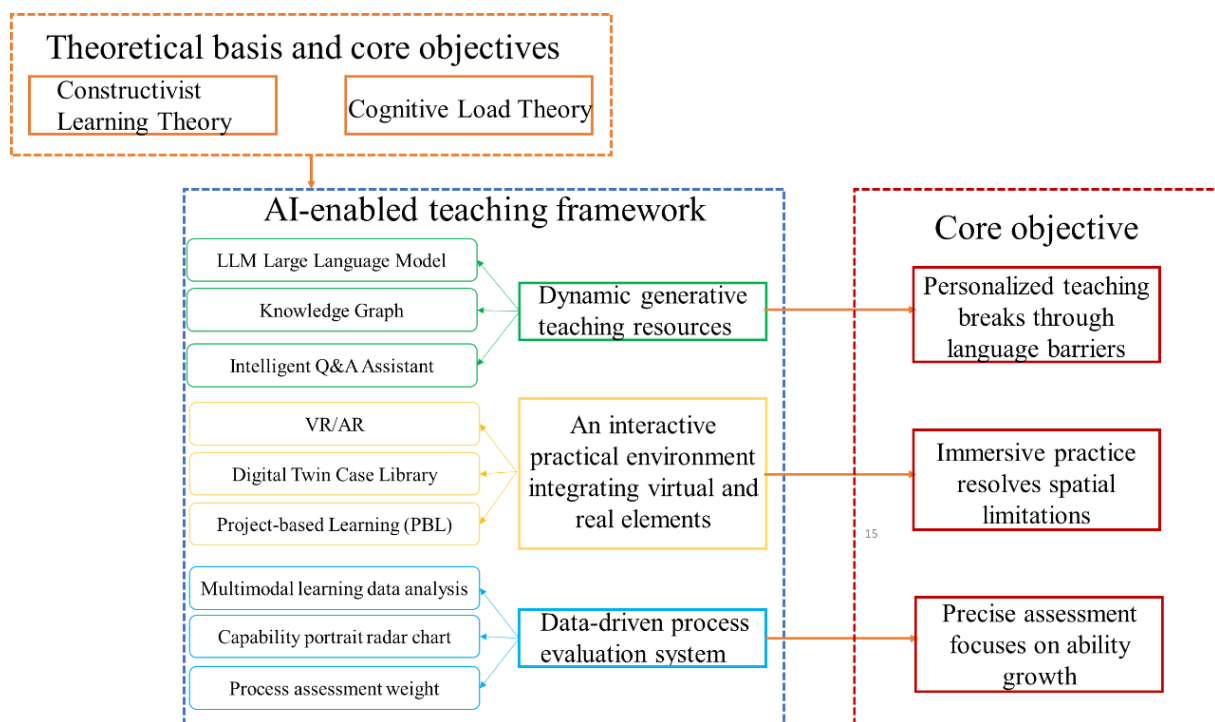 Theoretical basis and core objectives
Constructivist
Learning Theory
Cognitive Load Theory
AI-enabled teaching framework
LLM Large Language Model
Knowledge Graph
Intelligent Q&A Assistant
Dynamic generative
teaching resources
VR/AR
Digital Twin Case Library
Project-based Learning (PBL)
An interactive
practical environment
integrating virtual and
real elements
Multimodal learning data analysis
Capability portrait radar chart
Process assessment weight
Data-driven process
evaluation system
Core objective
Personalized teaching
breaks through
language barriers
Immersive practice
resolves spatial
limitations
15
Precise assessment
focuses on ability
growth